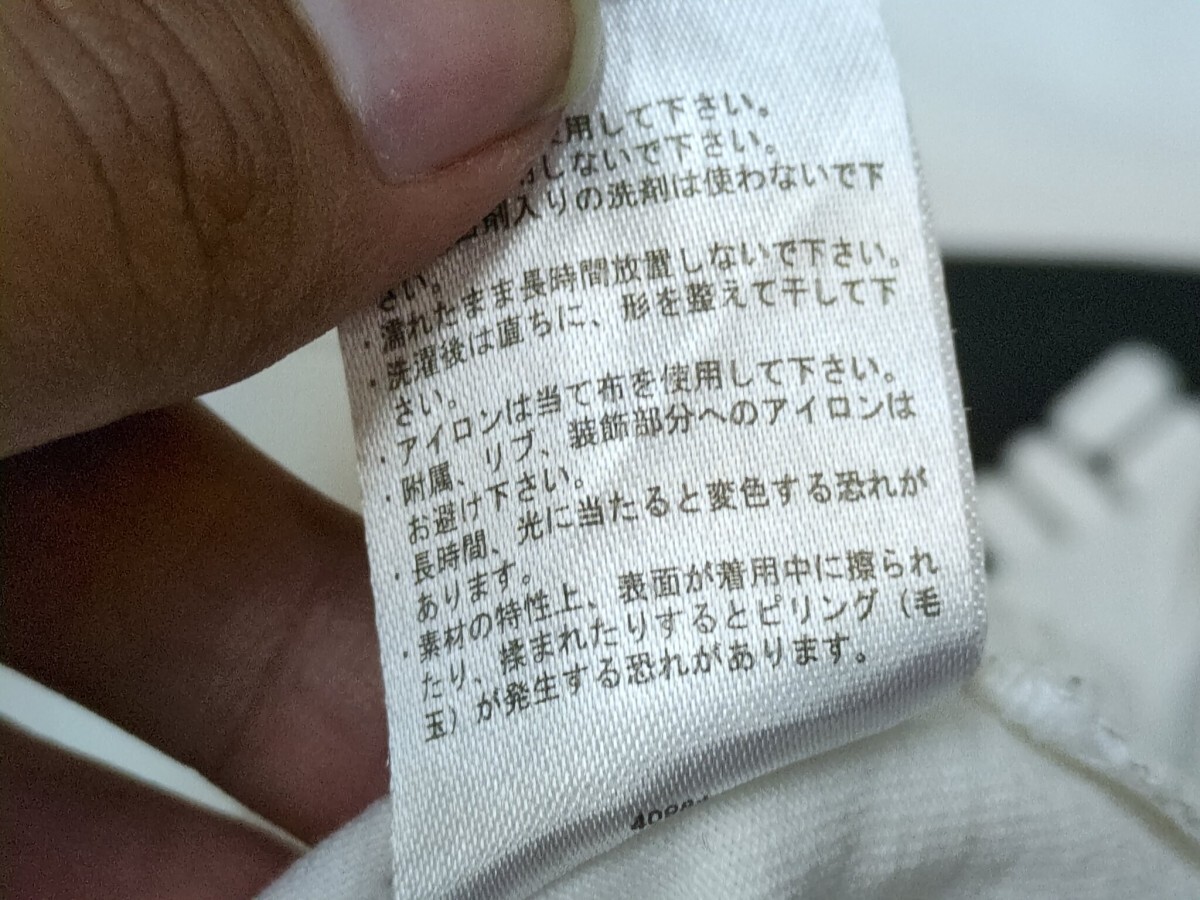 用して下さい。
しないで下さい。
剤入りの洗剤は使わないで下
さい。
・濡れたまま長時間放置しないで下さい。
・洗濯後は直ちに、形を整えて干して下
さい。
・アイロンは当て布を使用して下さい。
・附属、リブ、装飾部分へのアイロンは
お避け下さい。
・長時間、光に当たると変色する恐れが
あります。
・素材の特性上、表面が着用中に擦られ
たり、揉まれたりするとピリング（毛
玉）が発生する恐れがあります。